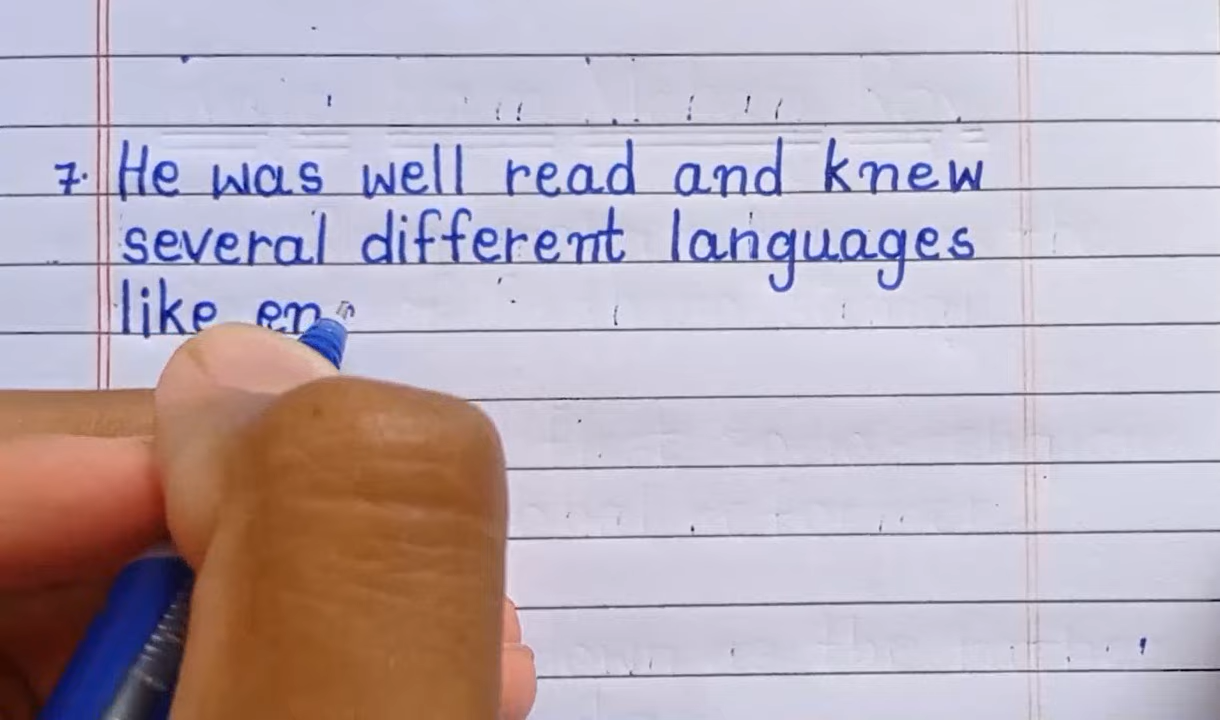 7. He was well read and knew
several different languages
like en